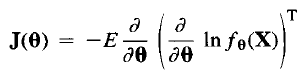 J(θ) = −E ∂/∂θ (∂/∂θ ln f_θ(X))^T